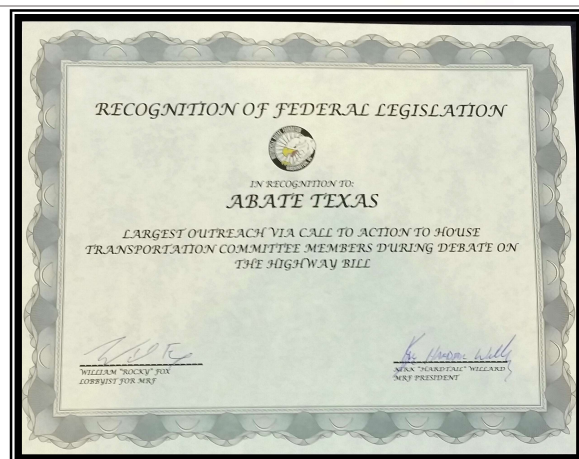 RECOGNITION OF FEDERAL LEGISLATION
IN RECOGNITION TO:
ABATE TEXAS
LARGEST OUTREACH VIA CALL TO ACTION TO HOUSE
TRANSPORTATION COMMITTEE MEMBERS DURING DEBATE ON
THE HIGHWAY BILL
WILLIAM "ROCKY" FOX
LOBBYIST FOR MRF
KIRK "HARDTAIL" WILLARD
MRF PRESIDENT